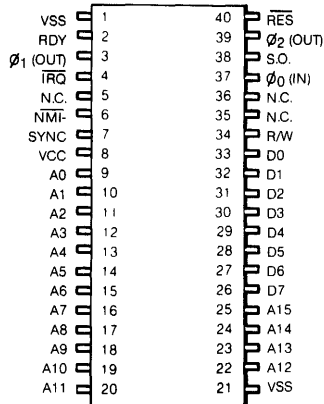 VSS 1 40 R̅E̅S̅
RDY 2 39 Ø2 (OUT)
Ø1 (OUT) 3 38 S.O.
I̅R̅Q̅ 4 37 Ø0 (IN)
N.C. 5 36 N.C.
N̅M̅I̅- 6 35 N.C.
SYNC 7 34 R/W
VCC 8 33 D0
A0 9 32 D1
A1 10 31 D2
A2 11 30 D3
A3 12 29 D4
A4 13 28 D5
A5 14 27 D6
A6 15 26 D7
A7 16 25 A15
A8 17 24 A14
A9 18 23 A13
A10 19 22 A12
A11 20 21 VSS